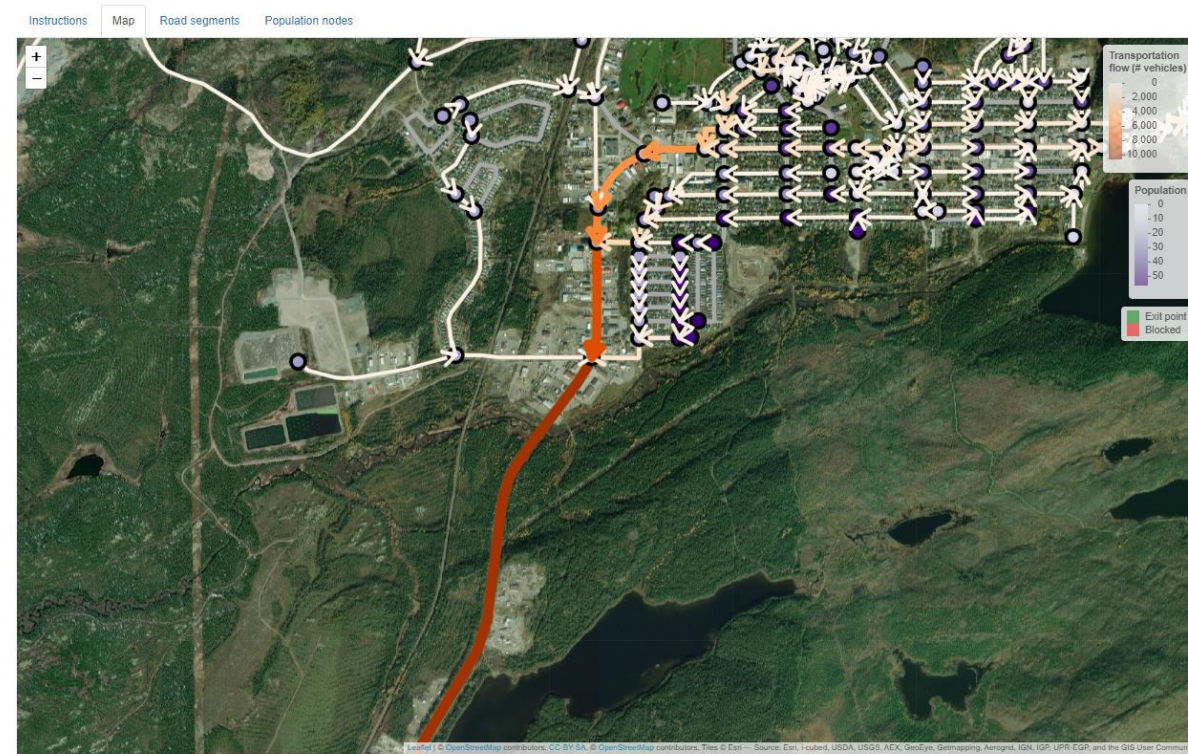 Instructions Map Road segments Population nodes
+
−
Transportation
flow (# vehicles)
0
2,000
4,000
6,000
8,000
10,000
Population
0
10
20
30
40
50
Exit point
Blocked
Leaflet | © OpenStreetMap contributors, CC-BY-SA, © OpenStreetMap contributors, Tiles © Esri — Source: Esri, i-cubed, USDA, USGS, AEX, GeoEye, Getmapping, Aerogrid, IGN, IGP, UPR-EGP, and the GIS User Commun